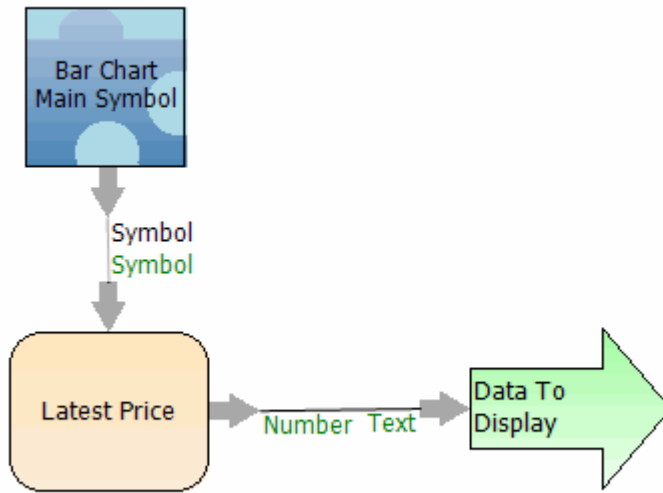 Bar Chart
Main Symbol
Symbol
Symbol
Latest Price
Number Text
Data To
Display